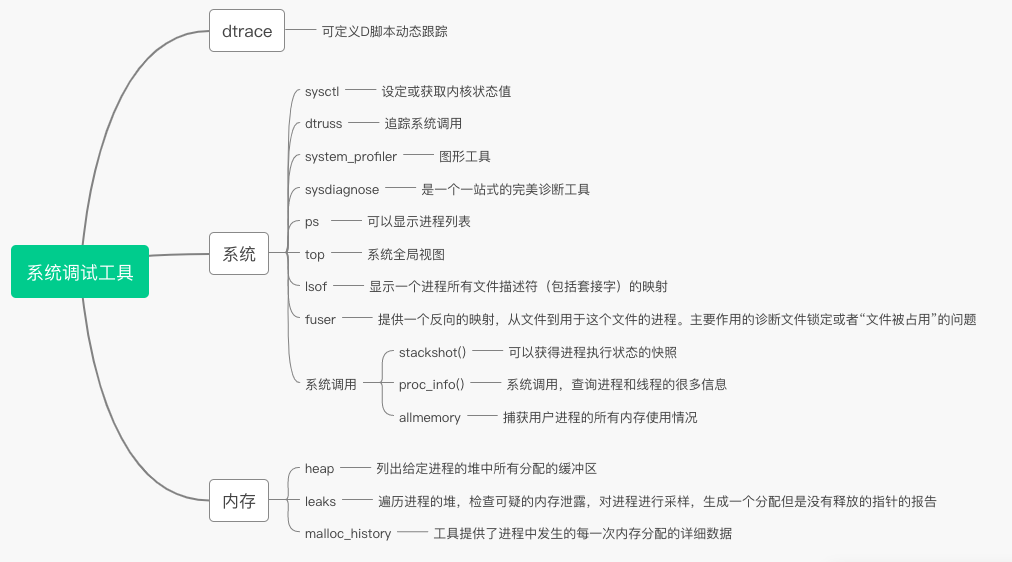 dtrace 可定义D脚本动态跟踪
sysctl 设定或获取内核状态值
dtruss 追踪系统调用
system_profiler 图形工具
sysdiagnose 是一个一站式的完美诊断工具
ps 可以显示进程列表
系统调试工具
系统
top 系统全局视图
lsof 显示一个进程所有文件描述符（包括套接字）的映射
fuser 提供一个反向的映射，从文件到用于这个文件的进程。主要作用的诊断文件锁定或者“文件被占用”的问题
系统调用
stackshot() 可以获得进程执行状态的快照
proc_info() 系统调用，查询进程和线程的很多信息
allmemory 捕获用户进程的所有内存使用情况
内存
heap 列出给定进程的堆中所有分配的缓冲区
leaks 遍历进程的堆，检查可疑的内存泄露，对进程进行采样，生成一个分配但是没有释放的指针的报告
malloc_history 工具提供了进程中发生的每一次内存分配的详细数据